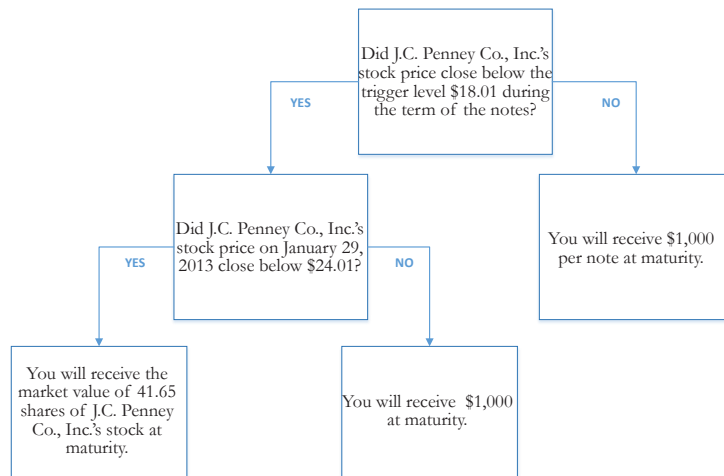 Did J.C. Penney Co., Inc.'s
stock price close below the
trigger level $18.01 during
the term of the notes?
YES
NO
Did J.C. Penney Co., Inc.'s
stock price on January 29,
2013 close below $24.01?
You will receive $1,000
per note at maturity.
YES
NO
You will receive the
market value of 41.65
shares of J.C. Penney
Co., Inc.'s stock at
maturity.
You will receive $1,000
at maturity.